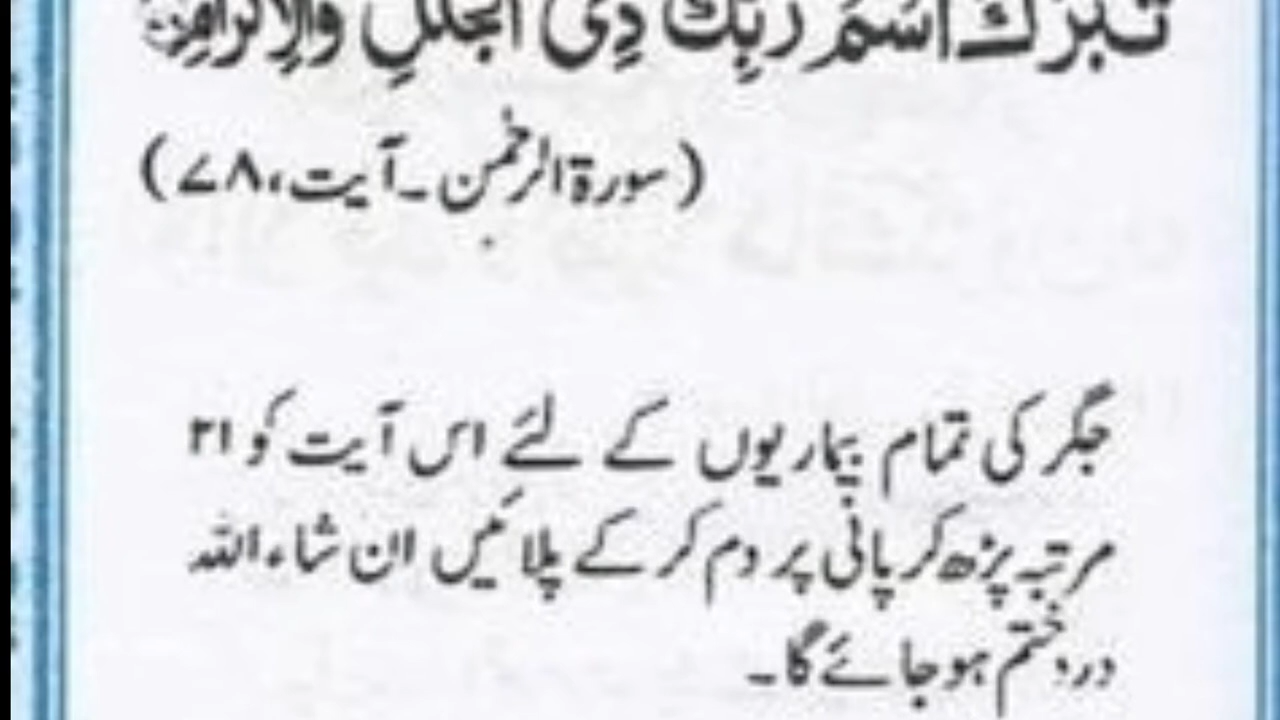 تَبٰرَكَ اسْمُ رَبِّكَ ذِی الْجَلٰلِ وَالْاِكْرَامِ
(سورۃ الرحمٰن۔ آیت، ۷۸)
جگر کی تمام بیماریوں کے لئے اس آیت کو ۲۱
مرتبہ پڑھ کر پانی پر دم کر کے پلائیں ان شاء اللہ
درد ختم ہو جائے گا۔